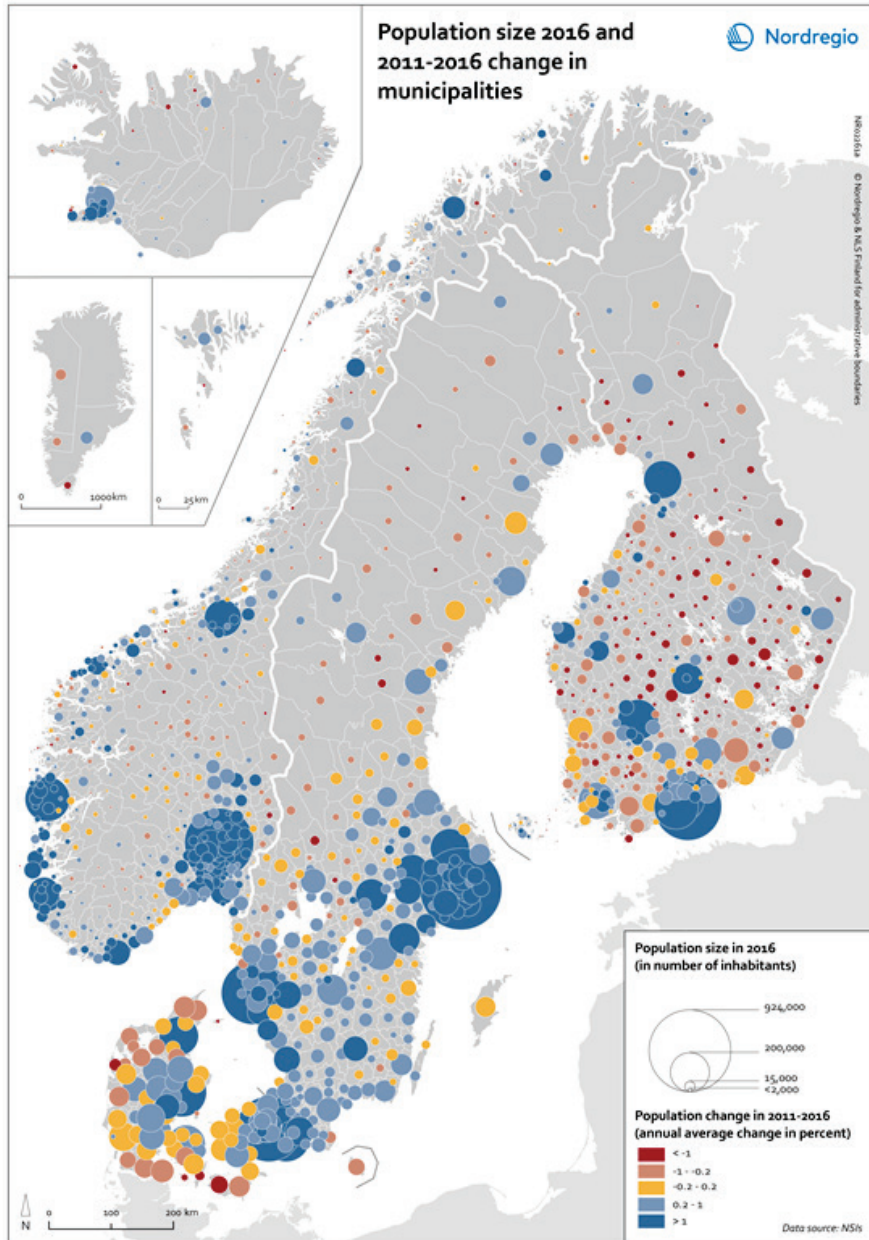 Population size 2016 and
2011-2016 change in
municipalities
Nordregio
NR02261a © Nordregio & NLS Finland for administrative boundaries
0 1000km
0 25 km
N
0 100 200 km
Population size in 2016
(in number of inhabitants)
924,000
200,000
15,000
<2,000
Population change in 2011-2016
(annual average change in percent)
< -1
-1 - -0.2
-0.2 - 0.2
0.2 - 1
> 1
Data source: NSIs